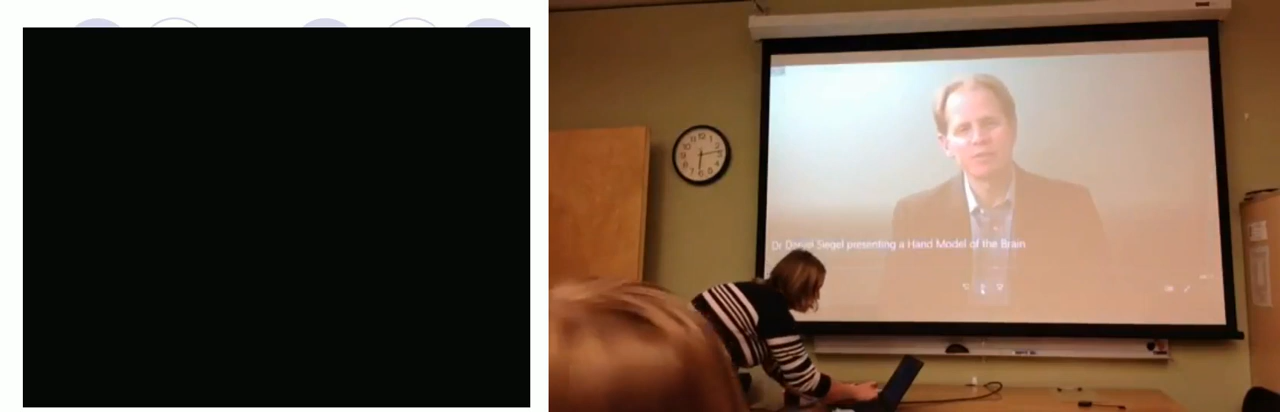 Dr Daniel Siegel presenting a Hand Model of the Brain